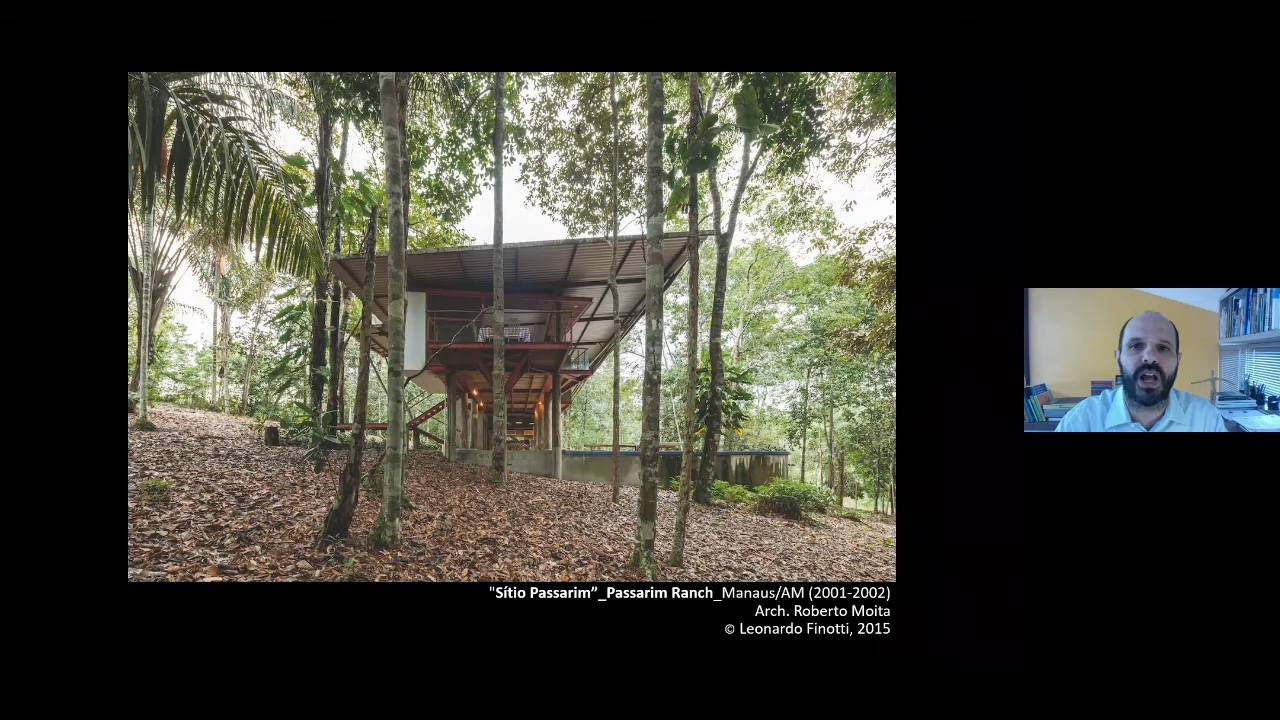 "Sítio Passarim”_Passarim Ranch_Manaus/AM (2001-2002)
Arch. Roberto Moita
© Leonardo Finotti, 2015